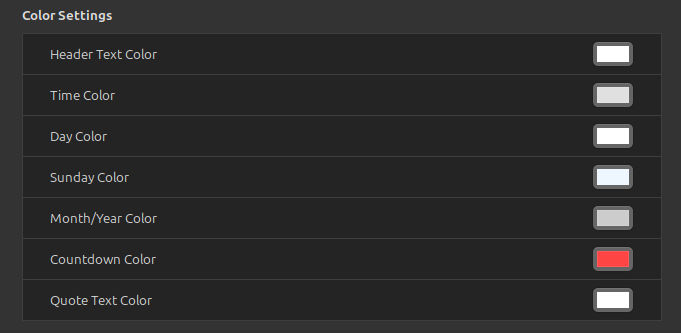 Color Settings
Header Text Color
Time Color
Day Color
Sunday Color
Month/Year Color
Countdown Color
Quote Text Color